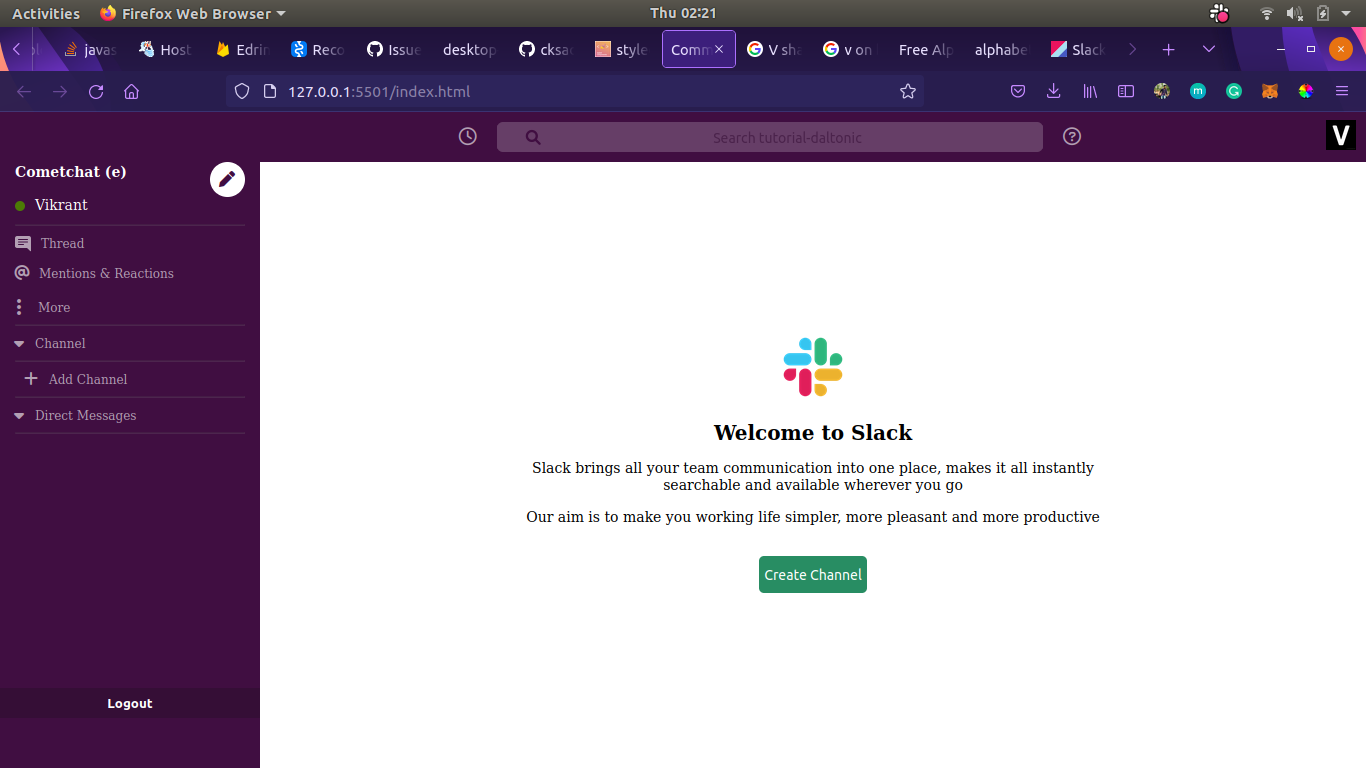 Activities Firefox Web Browser Thu 02:21
javas Host Edrin Reco Issue desktop cksa style Comm V sha v on Free Alp alphabe Slack
127.0.0.1:5501/index.html
Search tutorial-daltonic
V
Cometchat (e)
Vikrant
Thread
Mentions & Reactions
More
Channel
Add Channel
Direct Messages
Logout
Welcome to Slack
Slack brings all your team communication into one place, makes it all instantly
searchable and available wherever you go
Our aim is to make you working life simpler, more pleasant and more productive
Create Channel